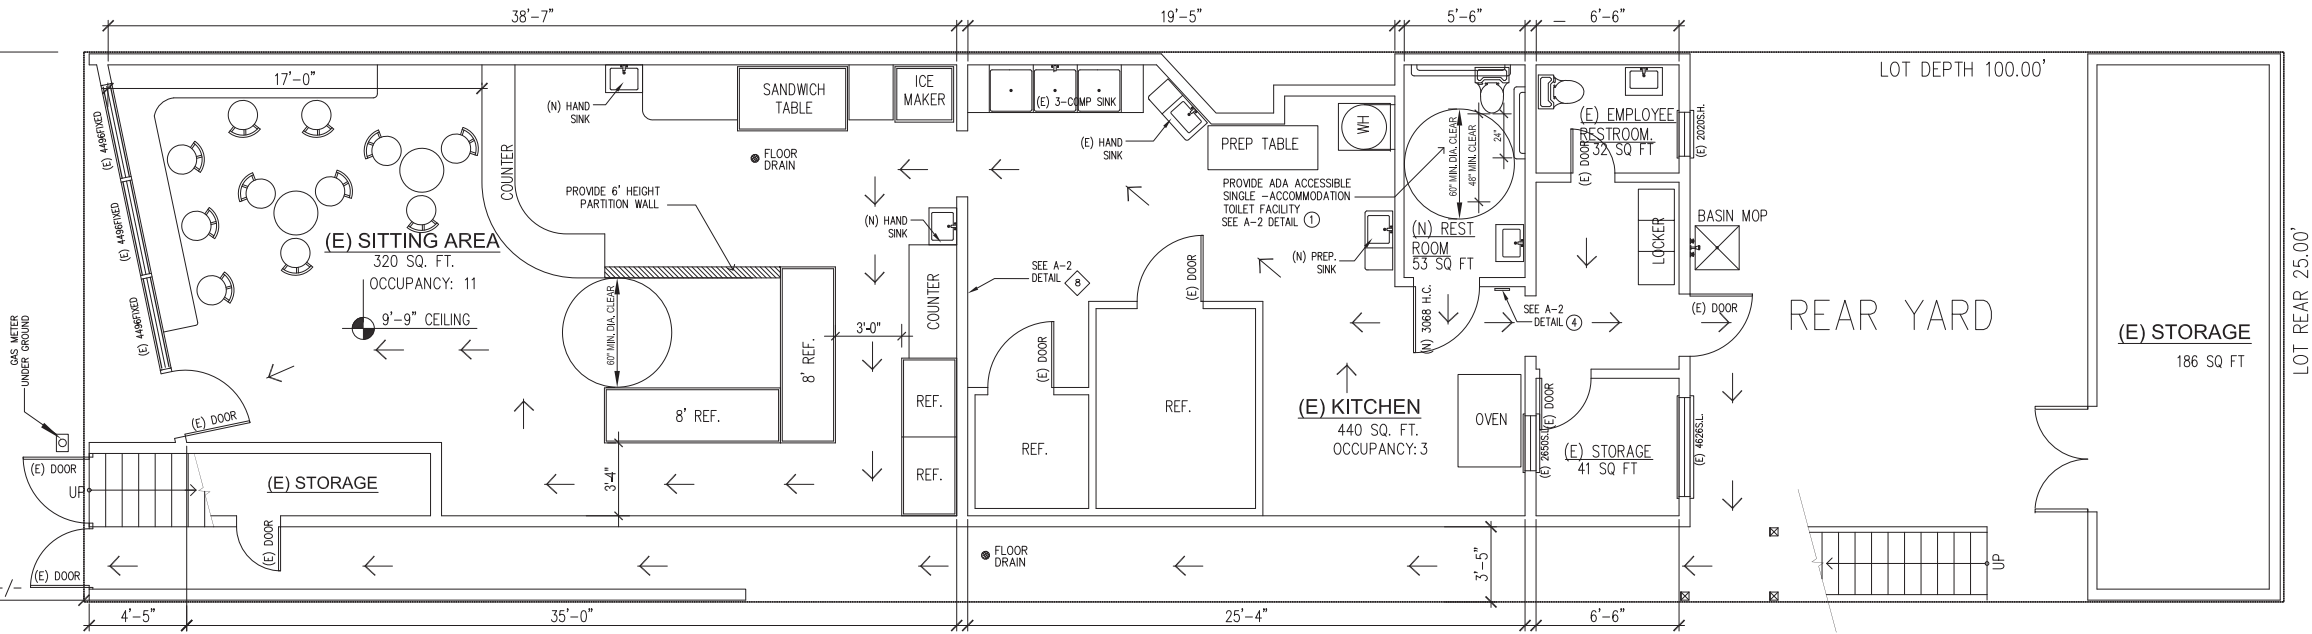 38'-7"
19'-5"
5'-6"
6'-6"
LOT DEPTH 100.00'
17'-0"
(N) HAND
SINK
SANDWICH
TABLE
ICE
MAKER
(E) 3-COMP SINK
(E) HAND
SINK
PREP TABLE
WH
60" MIN. DIA. CLEAR
48" MIN. CLEAR
24"
(E) EMPLOYEE
RESTROOM.
32 SQ FT
(E) DOOR
(E) 2020S.H.
(E) 4496FIXED
(E) 4496FIXED
(E) 4496FIXED
COUNTER
FLOOR
DRAIN
PROVIDE 6' HEIGHT
PARTITION WALL
(N) HAND
SINK
PROVIDE ADA ACCESSIBLE
SINGLE -ACCOMMODATION
TOILET FACILITY
SEE A-2 DETAIL 1
(N) REST
ROOM
53 SQ FT
(N) PREP.
SINK
LOCKER
BASIN MOP
(E) SITTING AREA
320 SQ. FT.
OCCUPANCY: 11
9'-9" CEILING
60" MIN. DIA. CLEAR
3'-0"
COUNTER
SEE A-2
DETAIL 8
(E) DOOR
(E) DOOR
(N) 3068 H.C.
SEE A-2
DETAIL 4
(E) DOOR
REAR YARD
(E) STORAGE
186 SQ FT
LOT REAR 25.00'
GAS METER
UNDER GROUND
8' REF.
8' REF.
REF.
REF.
REF.
REF.
(E) KITCHEN
440 SQ. FT.
OCCUPANCY: 3
OVEN
(E) DOOR
(E) 2650S.L.
(E) STORAGE
41 SQ FT
(E) 4626S.L.
(E) DOOR
(E) DOOR
UP
(E) STORAGE
3'-4"
(E) DOOR
(E) DOOR
FLOOR
DRAIN
3'-5"
UP
+/-
4'-5"
35'-0"
25'-4"
6'-6"